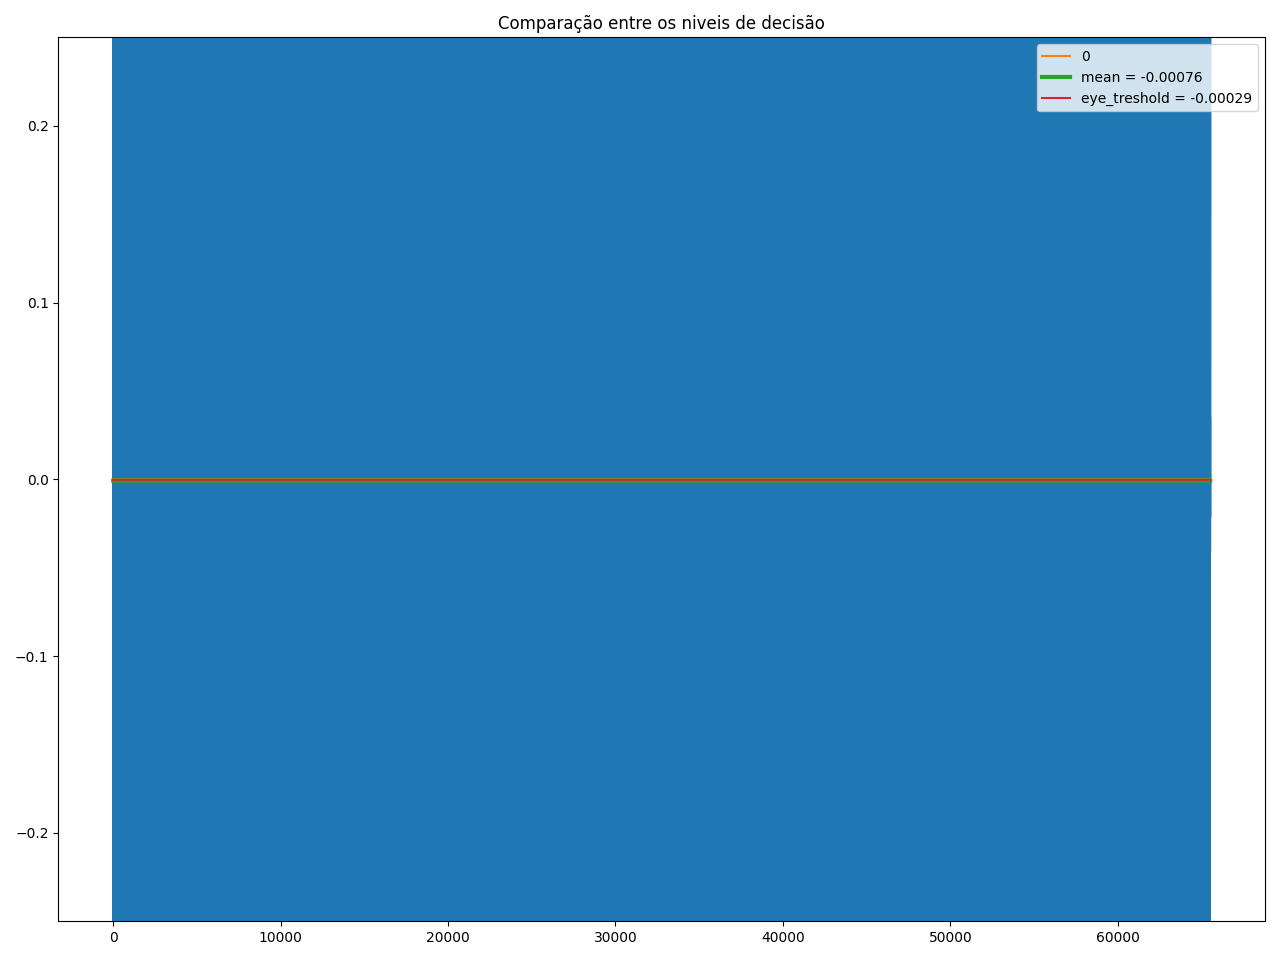 Comparação entre os niveis de decisão
0
mean = -0.00076
eye_treshold = -0.00029
0.2
0.1
0.0
−0.1
−0.2
0 10000 20000 30000 40000 50000 60000